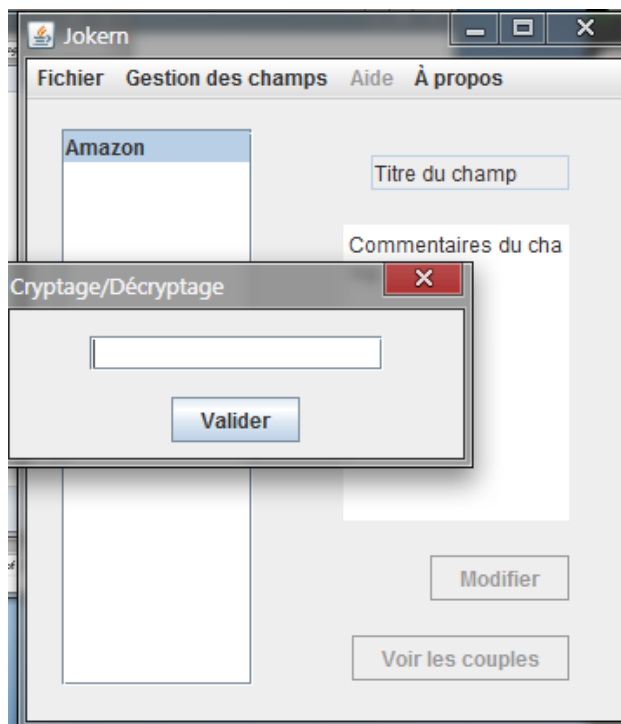 Jokern
Fichier Gestion des champs Aide À propos
Amazon
Titre du champ
Commentaires du cha
Cryptage/Décryptage
Valider
Modifier
Voir les couples